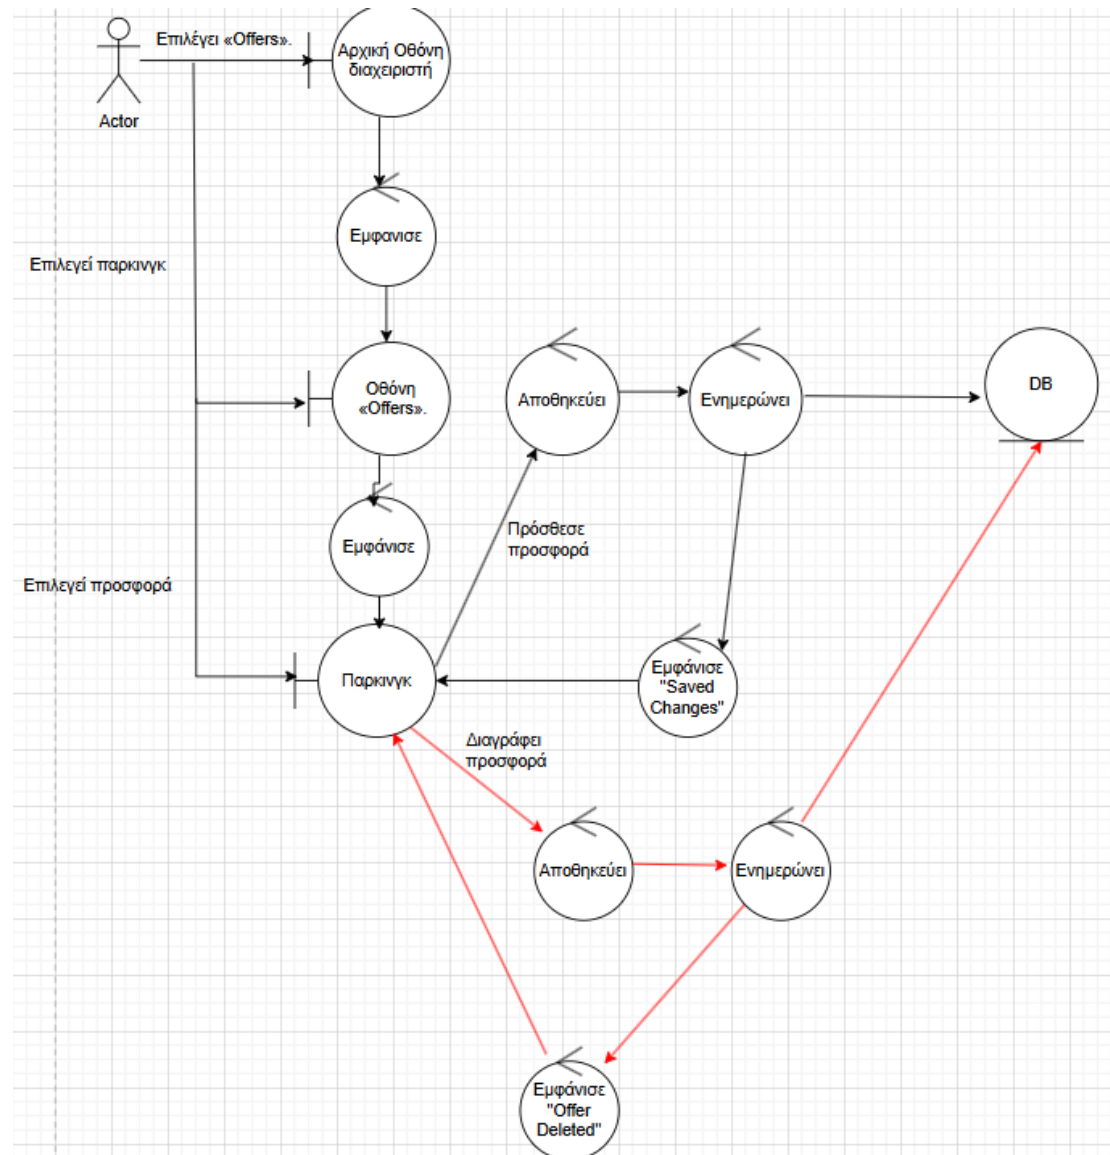 Επιλέγει «Offers».
Αρχική Οθόνη
διαχειριστή
Actor
Εμφανισε
Επιλεγεί παρκινγκ
Οθόνη
«Offers».
Αποθηκεύει
Ενημερώνει
DB
Πρόσθεσε
προσφορά
Εμφάνισε
Επιλεγεί προσφορά
Παρκινγκ
Εμφάνισε
"Saved
Changes"
Διαγράφει
προσφορά
Αποθηκεύει
Ενημερώνει
Εμφάνισε
"Offer
Deleted"